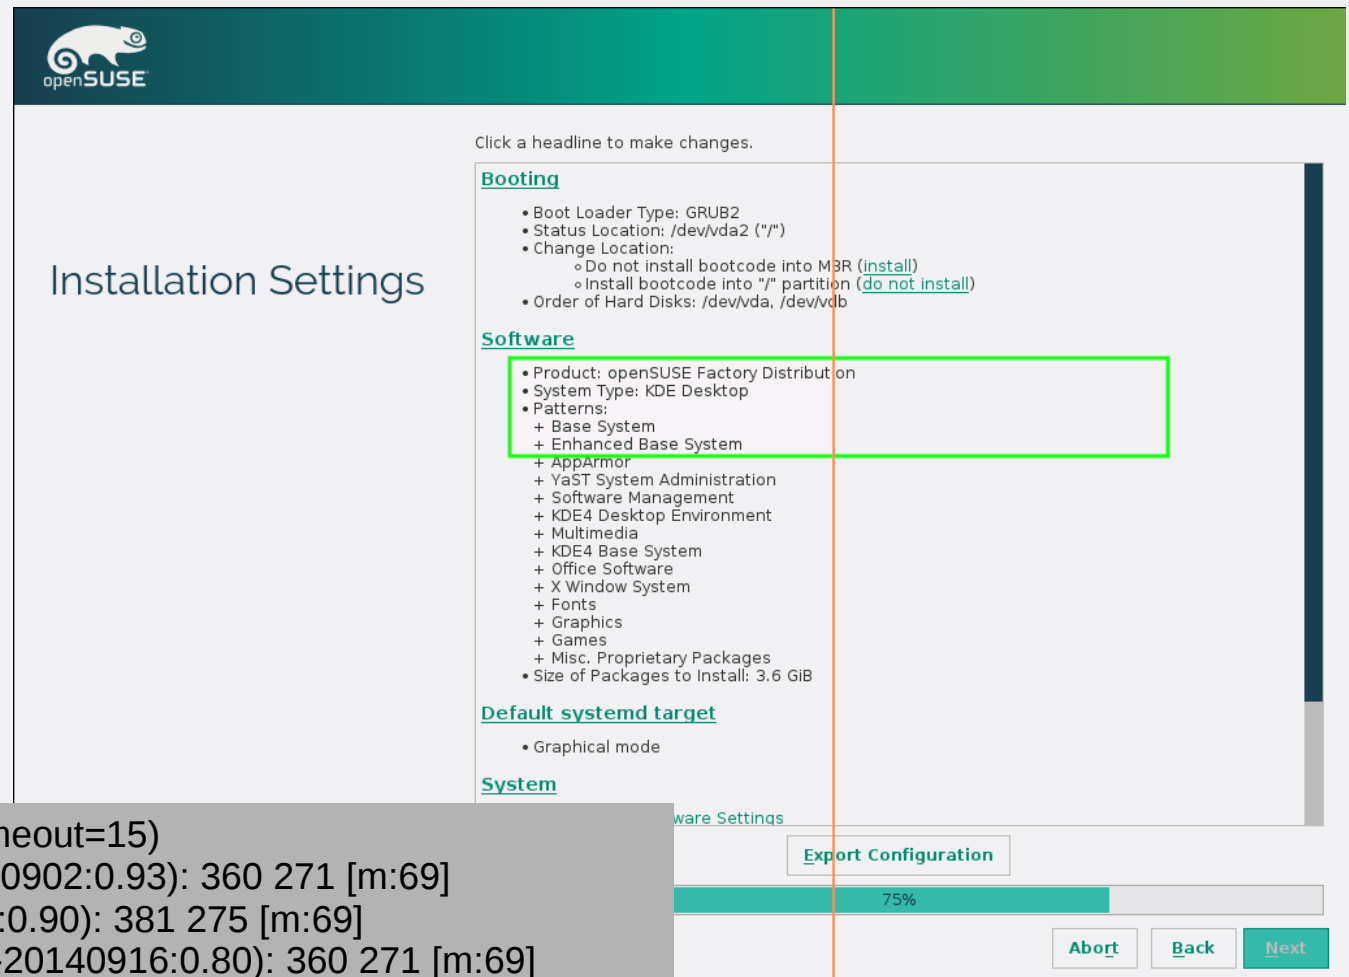 openSUSE
Click a headline to make changes.
Installation Settings
Booting
• Boot Loader Type: GRUB2
• Status Location: /dev/vda2 ("/")
• Change Location:
◦ Do not install bootcode into MBR (install)
◦ Install bootcode into "/" partition (do not install)
• Order of Hard Disks: /dev/vda, /dev/vdb
Software
• Product: openSUSE Factory Distribution
• System Type: KDE Desktop
• Patterns:
+ Base System
+ Enhanced Base System
+ AppArmor
+ YaST System Administration
+ Software Management
+ KDE4 Desktop Environment
+ Multimedia
+ KDE4 Base System
+ Office Software
+ X Window System
+ Fonts
+ Graphics
+ Games
+ Misc. Proprietary Packages
• Size of Packages to Install: 3.6 GiB
Default systemd target
• Graphical mode
System
ware Settings
Export Configuration
75%
Abort Back Next
neout=15)
0902:0.93): 360 271 [m:69]
:0.90): 381 275 [m:69]
-20140916:0.80): 360 271 [m:69]